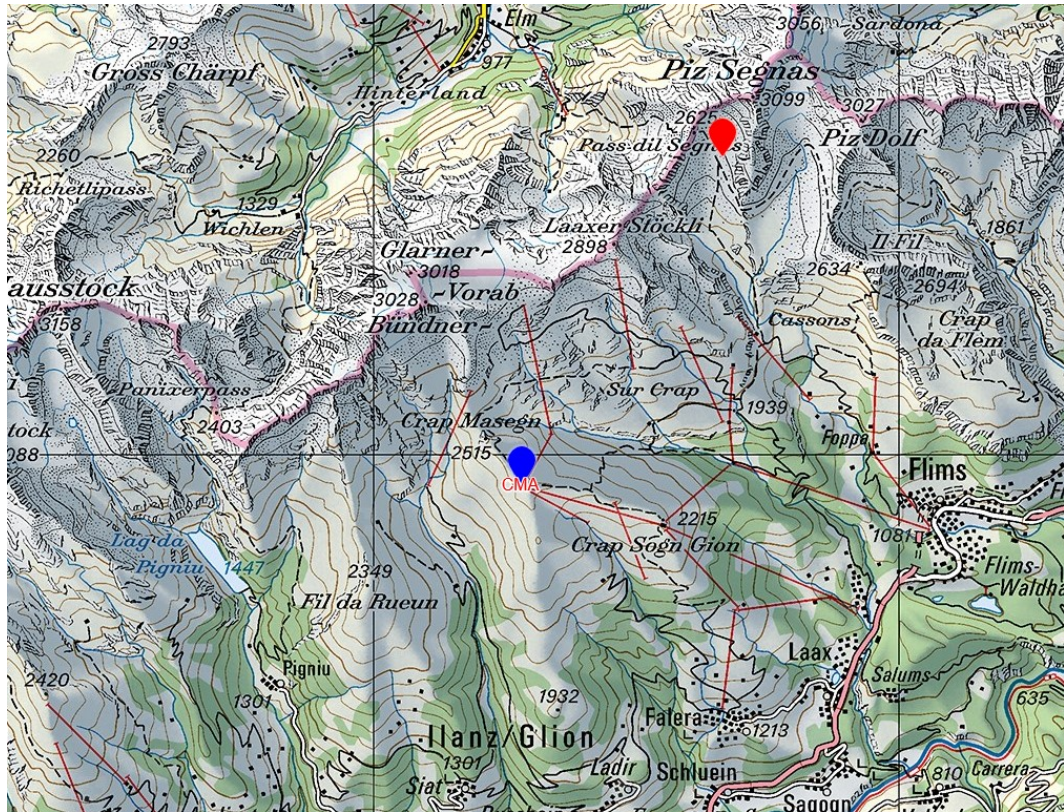 Elm
3056
Sardona
2793
Gross Chärpf
977
Hinterland
Piz Segnas
3099
3027
2625
Pass dil Segnas
Piz Dolf
2260
Richetlipass
1329
Wichlen
Laaxer Stöckli
2898
Il Fil
1861
Glarner-
3018
-Vorab
3028
Bündner-
2634
2694
Cassons
Crap
da Flem
3158
Panixerpass
2403
Sur Crap
1939
Crap Masegn
2515
CMA
Foppa
Flims
088
Lag da
Pigniu
1447
2215
Crap Sogn Gion
1081
Flims-
2349
Fil da Rueun
Pigniu
1301
Laax
Salums
2420
1932
635
Falera
1213
Ilanz/Glion
1301
Siat
Ladir
Schluein
810
Carrera
Sagogn